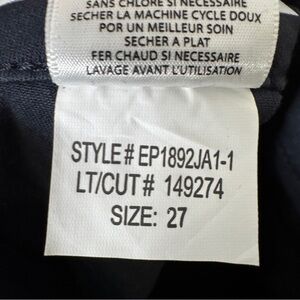 SANS CHLORE SI NÉCESSAIRE
SECHER LA MACHINE CYCLE DOUX
POUR UN MEILLEUR SOIN
SECHER A PLAT
FER CHAUD SI NECESSAIRE
LAVAGE AVANT L'UTILISATION
STYLE # EP1892JA1-1
LT/CUT # 149274
SIZE: 27